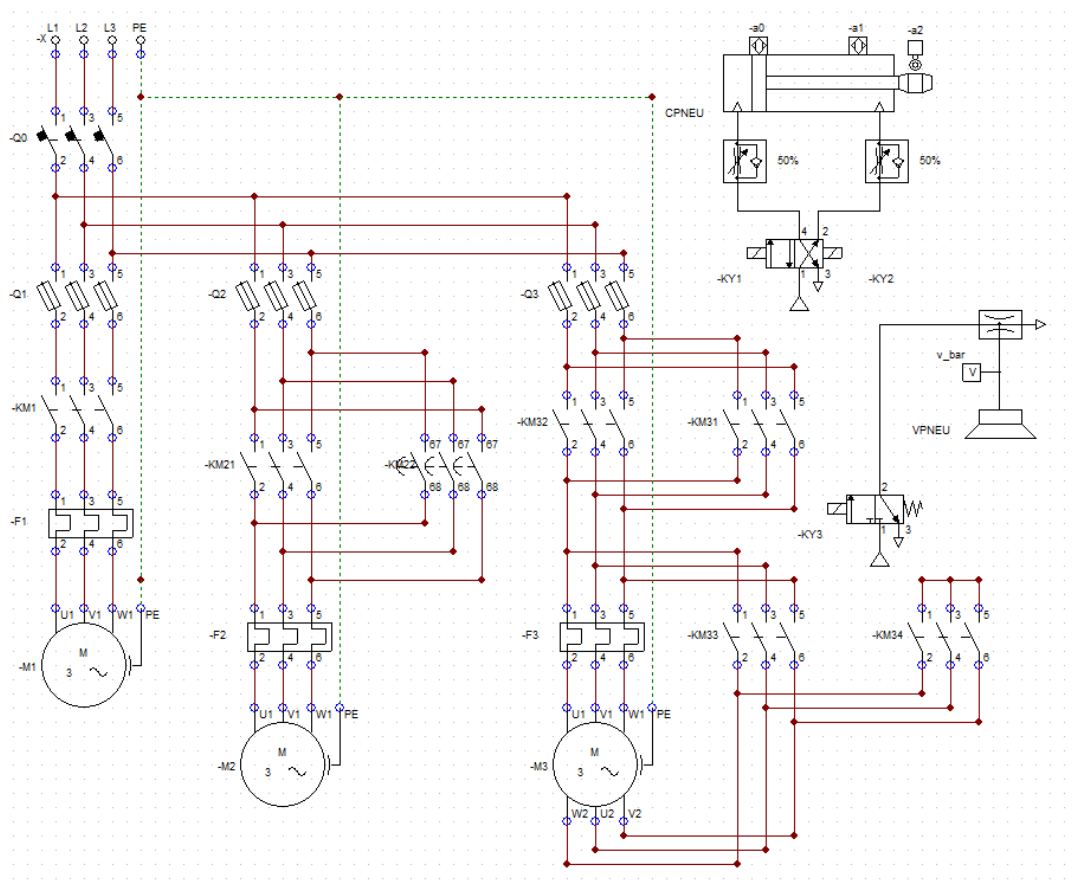 L1 L2 L3 PE
-X
-a0 -a1 -a2
CPNEU
1 3 5
-Q0
2 4 6
50% 50%
4 2
1 3
-KY1 -KY2
1 3 5 1 3 5 1 3 5
-Q1 -Q2 -Q3
2 4 6 2 4 6 2 4 6
v_bar
V
VPNEU
1 3 5 1 3 5 1 3 5
-KM1 -KM32 -KM31
2 4 6 2 4 6 2 4 6
1 3 5 67 67 67
-KM21 -KM22
2 4 6 68 68 68
2
1 3
-KY3
1 3 5
-F1
2 4 6
U1 V1 W1 PE
M
3
-M1
1 3 5 1 3 5 1 3 5 1 3 5
-F2 -F3 -KM33 -KM34
2 4 6 2 4 6 2 4 6 2 4 6
U1 V1 W1 PE U1 V1 W1 PE
M M
3 3
-M2 -M3
W2 U2 V2